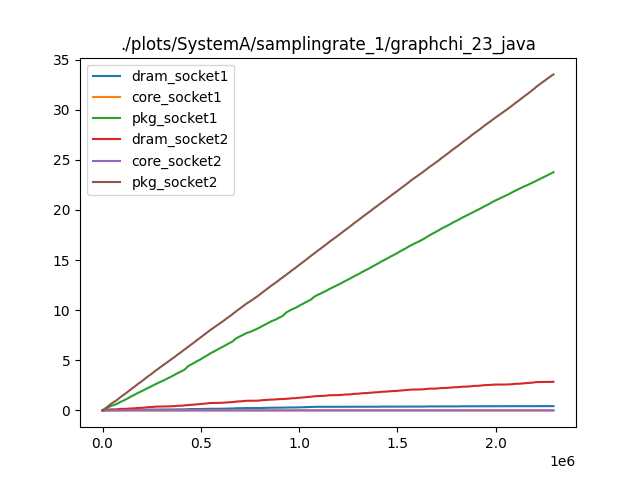 ./plots/SystemA/samplingrate_1/graphchi_23_java
35
30
25
20
15
10
5
0
dram_socket1
core_socket1
pkg_socket1
dram_socket2
core_socket2
pkg_socket2
0.0 0.5 1.0 1.5 2.0
1e6